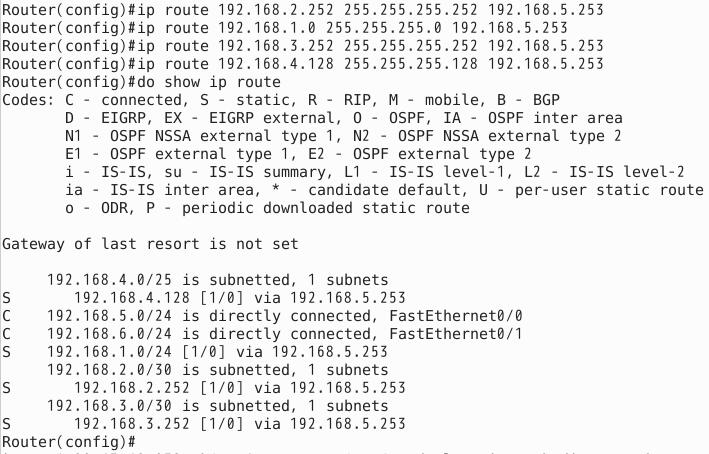 Router(config)#ip route 192.168.2.252 255.255.255.252 192.168.5.253
Router(config)#ip route 192.168.1.0 255.255.255.0 192.168.5.253
Router(config)#ip route 192.168.3.252 255.255.255.252 192.168.5.253
Router(config)#ip route 192.168.4.128 255.255.255.128 192.168.5.253
Router(config)#do show ip route
Codes: C - connected, S - static, R - RIP, M - mobile, B - BGP
       D - EIGRP, EX - EIGRP external, O - OSPF, IA - OSPF inter area
       N1 - OSPF NSSA external type 1, N2 - OSPF NSSA external type 2
       E1 - OSPF external type 1, E2 - OSPF external type 2
       i - IS-IS, su - IS-IS summary, L1 - IS-IS level-1, L2 - IS-IS level-2
       ia - IS-IS inter area, * - candidate default, U - per-user static route
       o - ODR, P - periodic downloaded static route

Gateway of last resort is not set

     192.168.4.0/25 is subnetted, 1 subnets
S       192.168.4.128 [1/0] via 192.168.5.253
C    192.168.5.0/24 is directly connected, FastEthernet0/0
C    192.168.6.0/24 is directly connected, FastEthernet0/1
S    192.168.1.0/24 [1/0] via 192.168.5.253
     192.168.2.0/30 is subnetted, 1 subnets
S       192.168.2.252 [1/0] via 192.168.5.253
     192.168.3.0/30 is subnetted, 1 subnets
S       192.168.3.252 [1/0] via 192.168.5.253
Router(config)#